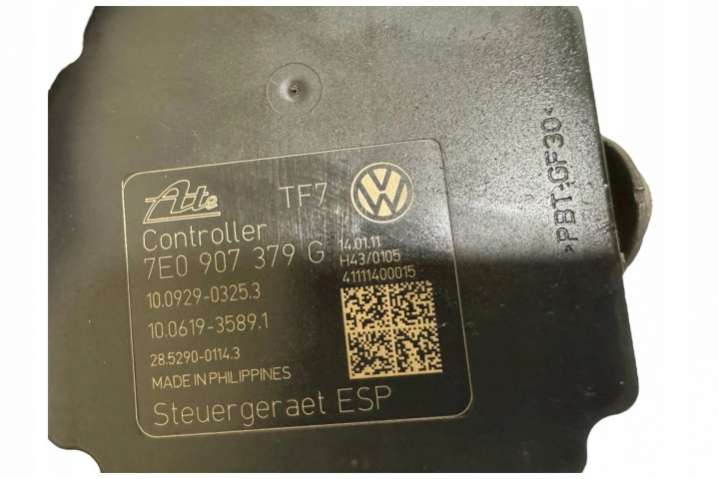 Ate TF7
Controller
7E0 907 379 G
14.01.11
H43/0105
41111400015
10.0929-0325.3
10.0619-3589.1
28.5290-0114.3
MADE IN PHILIPPINES
Steuergeraet ESP
>PBT-GF30<